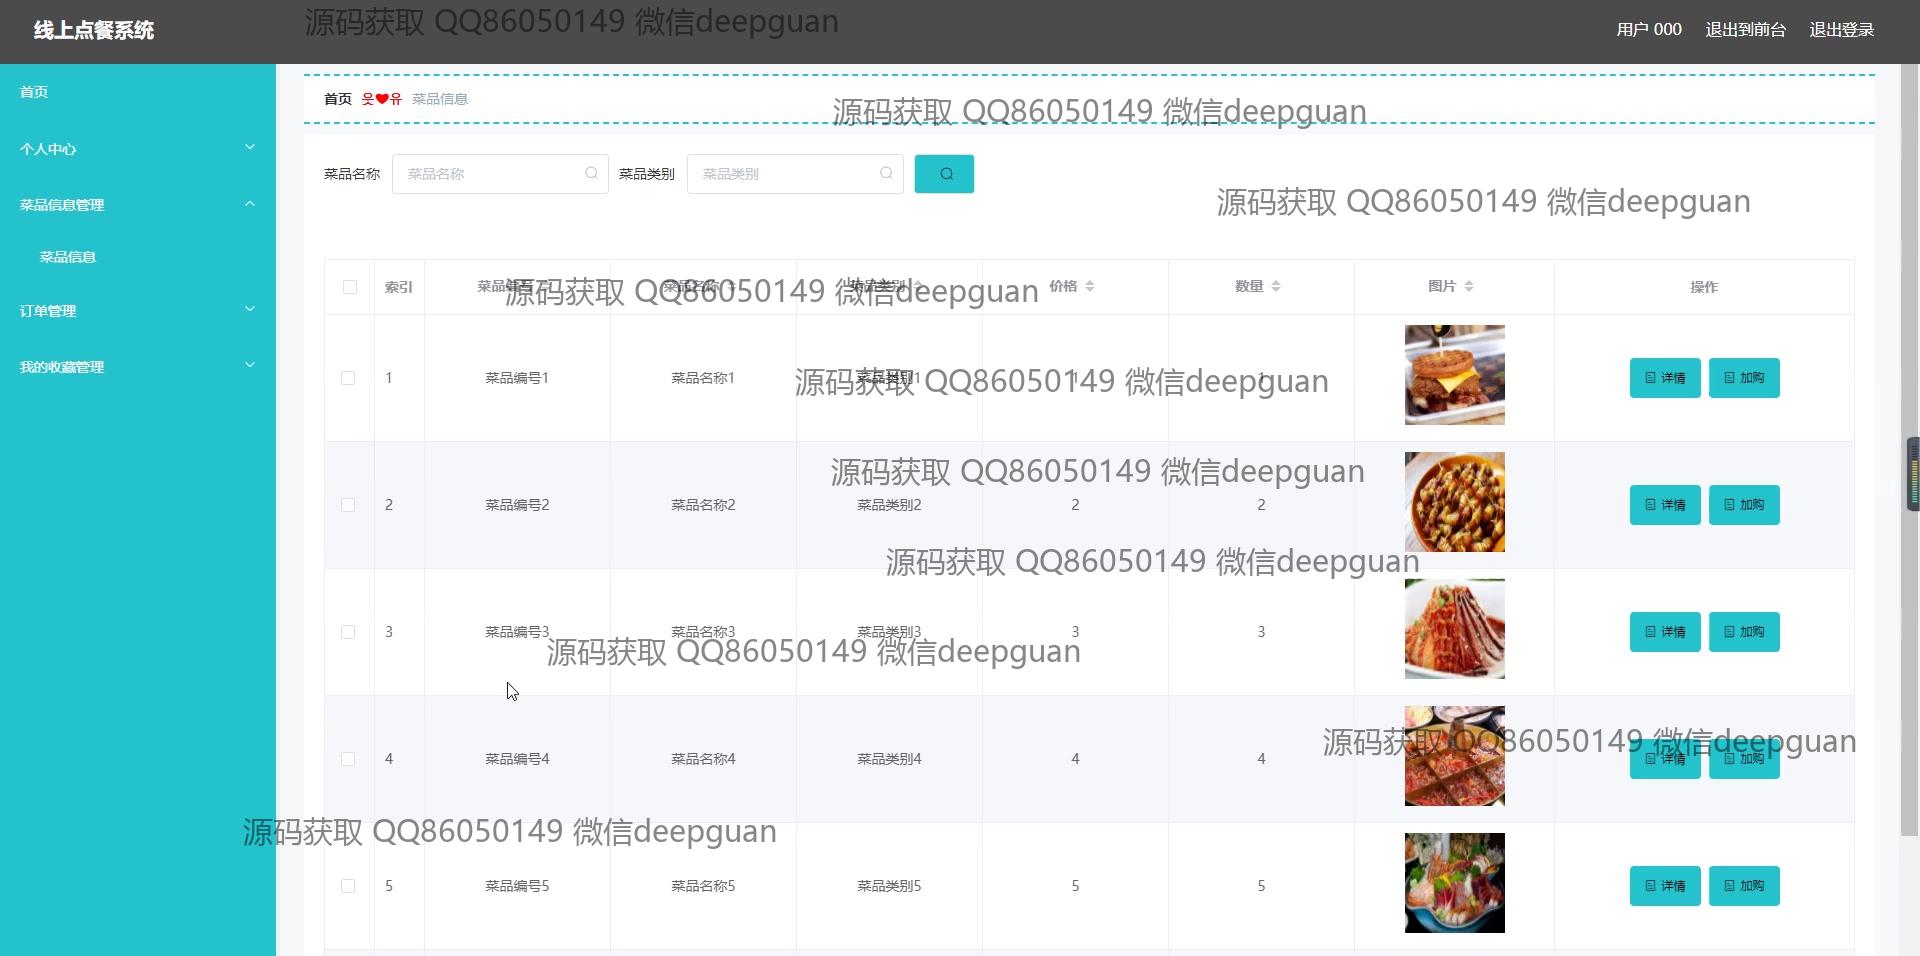 线上点餐系统
源码获取 QQ86050149 微信deepguan
用户 000 退出到前台 退出登录
首页
个人中心
菜品信息管理
菜品信息
订单管理
我的收藏管理
首页 웃❤유 菜品信息
源码获取 QQ86050149 微信deepguan
菜品名称 菜品名称 菜品类别 菜品类别
源码获取 QQ86050149 微信deepguan
索引 菜品编号 菜品名称 菜品类别 价格 数量 图片 操作
源码获取 QQ86050149 微信deepguan
1 菜品编号1 菜品名称1 菜品类别1 1 1 详情 加购
源码获取 QQ86050149 微信deepguan
源码获取 QQ86050149 微信deepguan
2 菜品编号2 菜品名称2 菜品类别2 2 2 详情 加购
源码获取 QQ86050149 微信deepguan
3 菜品编号3 菜品名称3 菜品类别3 3 3 详情 加购
源码获取 QQ86050149 微信deepguan
源码获取 QQ86050149 微信deepguan
4 菜品编号4 菜品名称4 菜品类别4 4 4 详情 加购
源码获取 QQ86050149 微信deepguan
5 菜品编号5 菜品名称5 菜品类别5 5 5 详情 加购